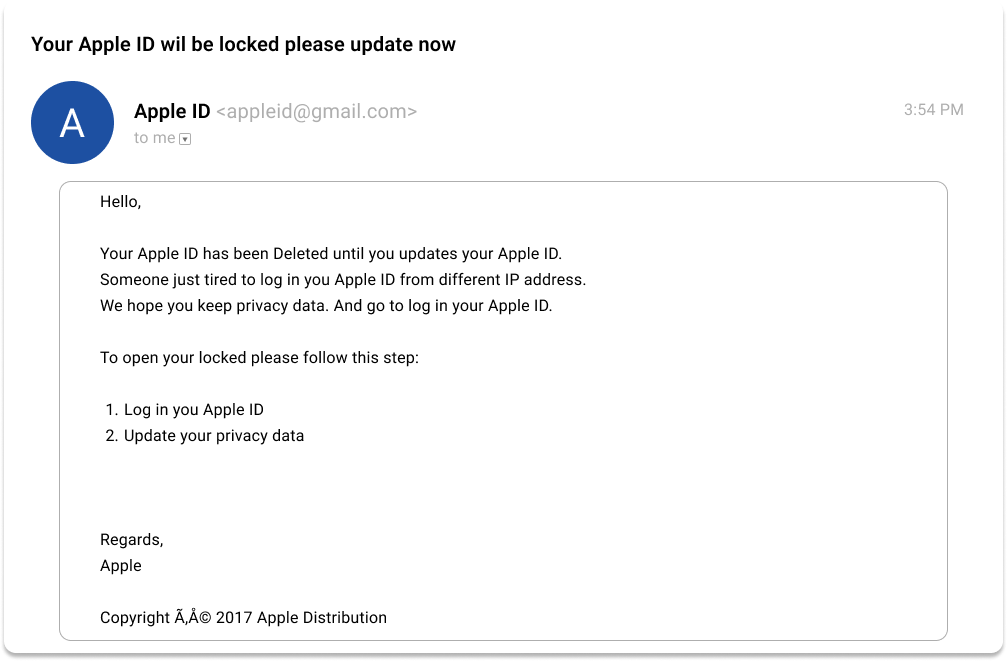 Your Apple ID wil be locked please update now
A
Apple ID <appleid@gmail.com>
3:54 PM
to me
Hello,
Your Apple ID has been Deleted until you updates your Apple ID.
Someone just tired to log in you Apple ID from different IP address.
We hope you keep privacy data. And go to log in your Apple ID.
To open your locked please follow this step:
1. Log in you Apple ID
2. Update your privacy data
Regards,
Apple
Copyright Ã‚Â© 2017 Apple Distribution